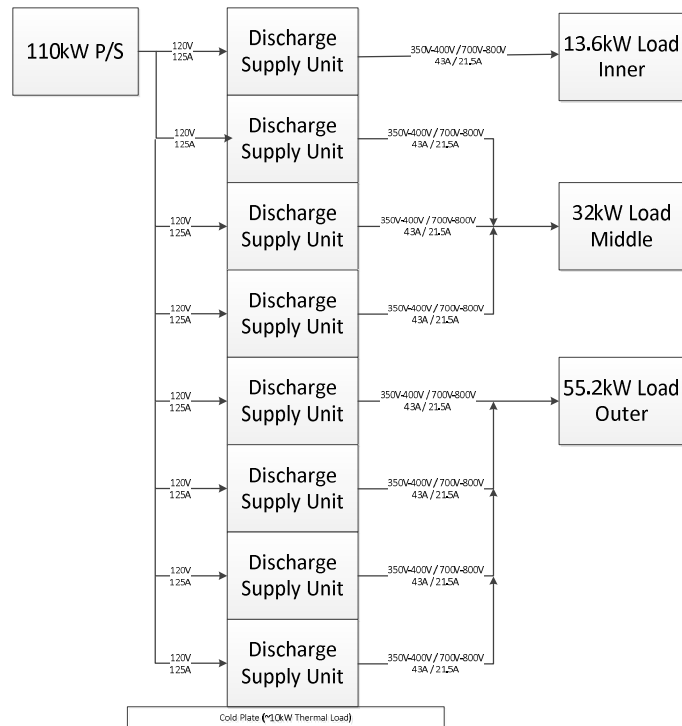 110kW P/S
120V
125A
Discharge
Supply Unit
350V-400V / 700V-800V
43A / 21.5A
13.6kW Load
Inner
120V
125A
Discharge
Supply Unit
350V-400V / 700V-800V
43A / 21.5A
120V
125A
Discharge
Supply Unit
350V-400V / 700V-800V
43A / 21.5A
32kW Load
Middle
120V
125A
Discharge
Supply Unit
350V-400V / 700V-800V
43A / 21.5A
120V
125A
Discharge
Supply Unit
350V-400V / 700V-800V
43A / 21.5A
55.2kW Load
Outer
120V
125A
Discharge
Supply Unit
350V-400V / 700V-800V
43A / 21.5A
120V
125A
Discharge
Supply Unit
350V-400V / 700V-800V
43A / 21.5A
120V
125A
Discharge
Supply Unit
350V-400V / 700V-800V
43A / 21.5A
Cold Plate (~10kW Thermal Load)